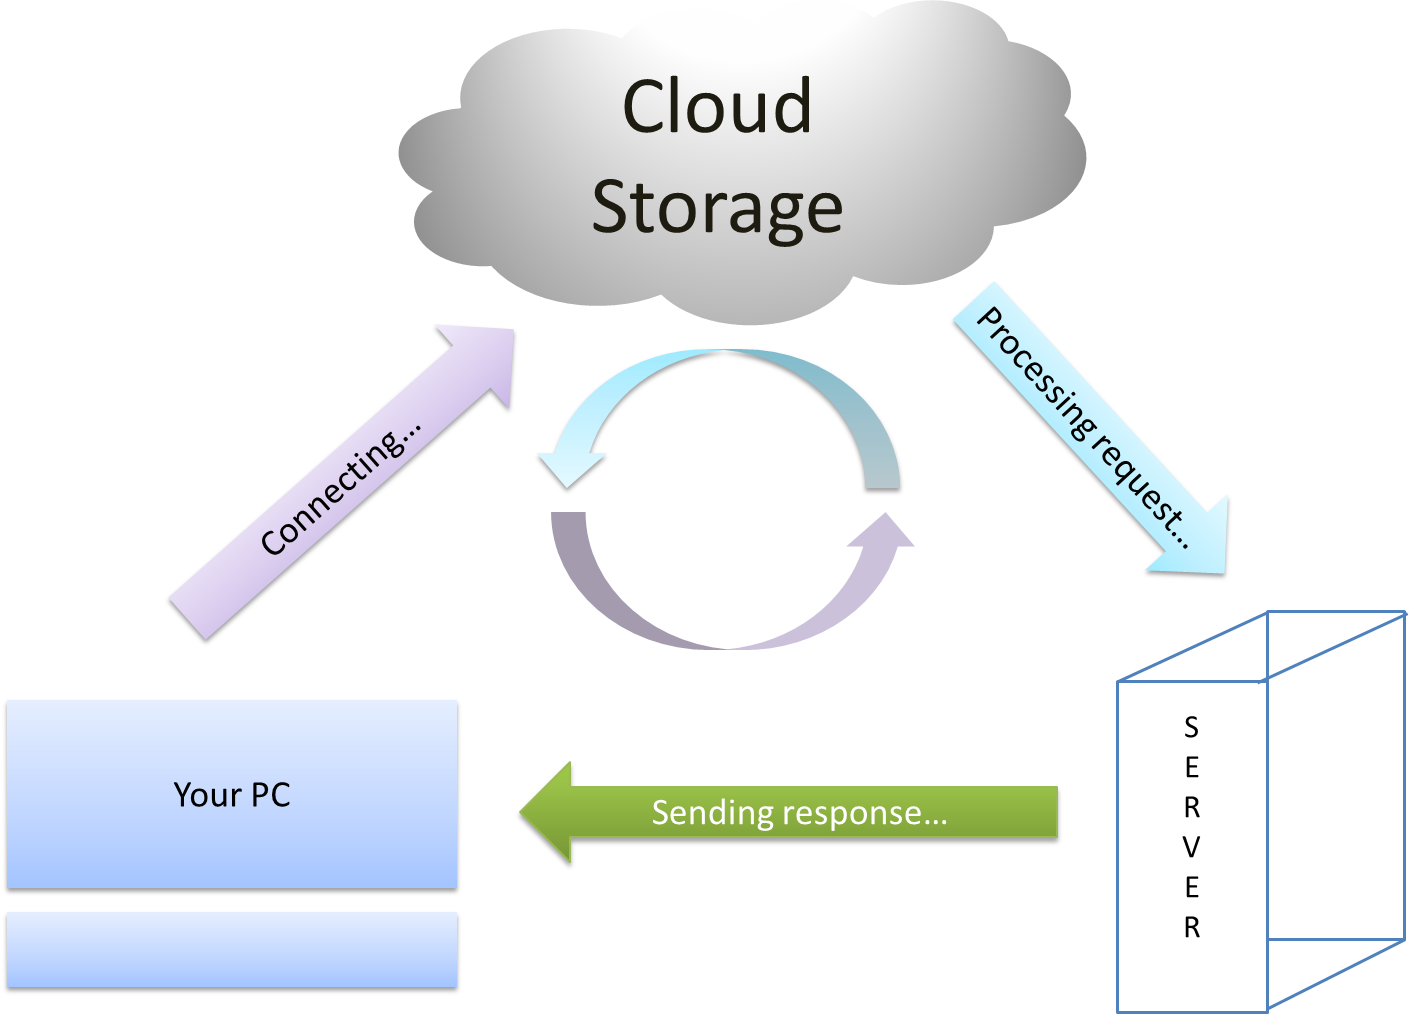 Cloud
Storage
Connecting...
Processing request...
Your PC
Sending response...
S
E
R
V
E
R